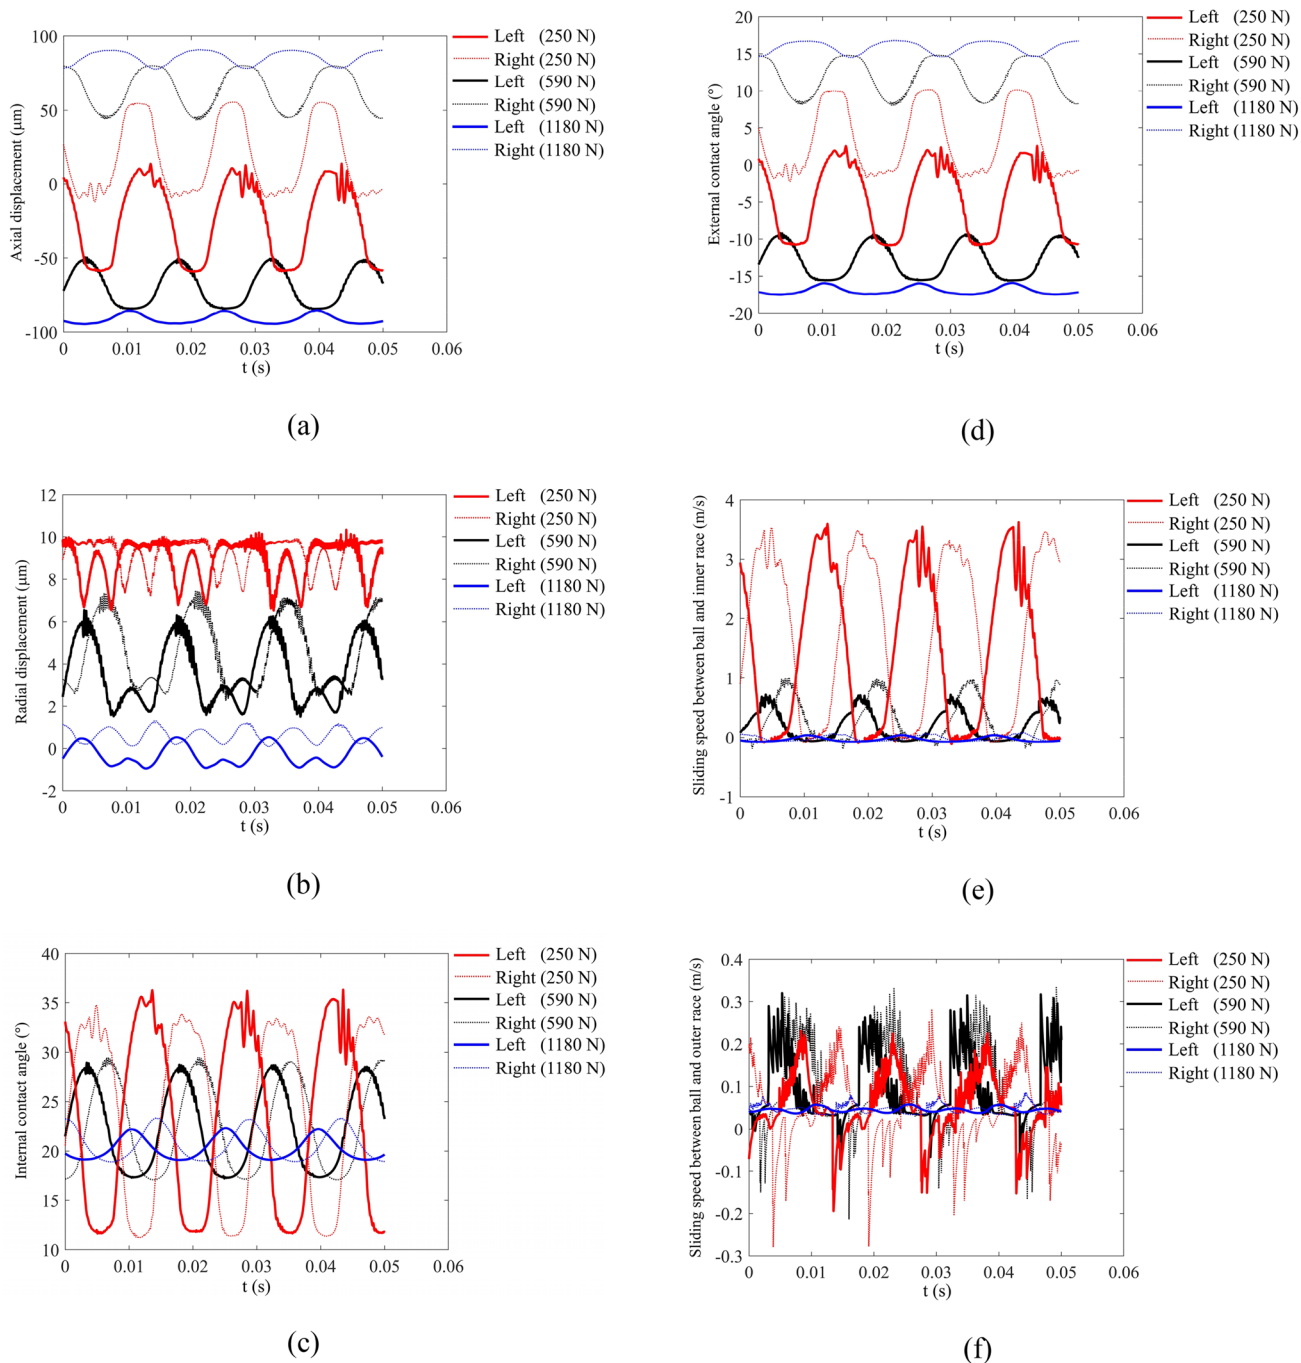 100
50
0
-50
-100
0 0.01 0.02 0.03 0.04 0.05 0.06
Axial displacement (μm)
t (s)
Left (250 N)
Right (250 N)
Left (590 N)
Right (590 N)
Left (1180 N)
Right (1180 N)
(a)
20
15
10
5
0
-5
-10
-15
-20
0 0.01 0.02 0.03 0.04 0.05 0.06
External contact angle (°)
t (s)
Left (250 N)
Right (250 N)
Left (590 N)
Right (590 N)
Left (1180 N)
Right (1180 N)
(d)
12
10
8
6
4
2
0
-2
0 0.01 0.02 0.03 0.04 0.05 0.06
Radial displacement (μm)
t (s)
Left (250 N)
Right (250 N)
Left (590 N)
Right (590 N)
Left (1180 N)
Right (1180 N)
(b)
4
3
2
1
0
-1
0 0.01 0.02 0.03 0.04 0.05 0.06
Sliding speed between ball and inner race (m/s)
t (s)
Left (250 N)
Right (250 N)
Left (590 N)
Right (590 N)
Left (1180 N)
Right (1180 N)
(e)
40
35
30
25
20
15
10
0 0.01 0.02 0.03 0.04 0.05 0.06
Internal contact angle (°)
t (s)
Left (250 N)
Right (250 N)
Left (590 N)
Right (590 N)
Left (1180 N)
Right (1180 N)
(c)
0.4
0.3
0.2
0.1
0
-0.1
-0.2
-0.3
0 0.01 0.02 0.03 0.04 0.05 0.06
Sliding speed between ball and outer race (m/s)
t (s)
Left (250 N)
Right (250 N)
Left (590 N)
Right (590 N)
Left (1180 N)
Right (1180 N)
(f)